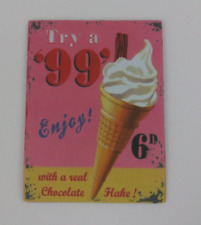 Try a
'99'
Enjoy!
6D.
with a real
Chocolate Flake!